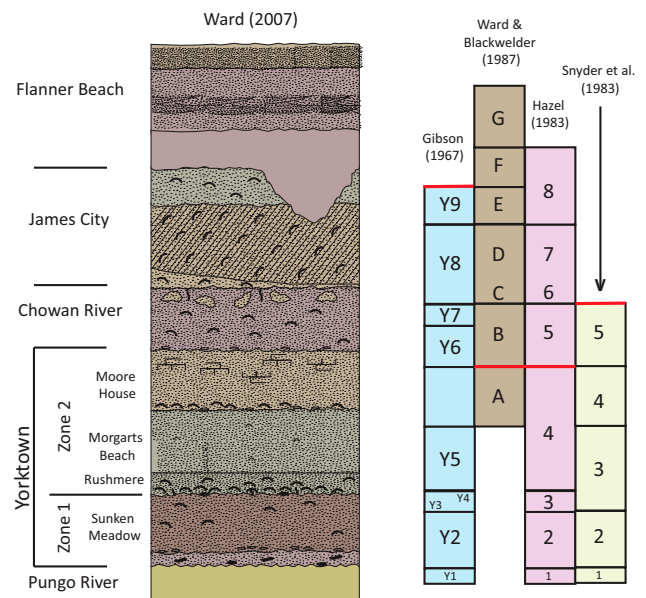 Ward (2007)
Flanner Beach
James City
Chowan River
Yorktown
Zone 2
Moore
House
Morgarts
Beach
Rushmere
Zone 1
Sunken
Meadow
Pungo River
Gibson
(1967)
Y9
Y8
Y7
Y6
Y5
Y3 Y4
Y2
Y1
Ward &
Blackwelder
(1987)
G
F
E
D
C
B
A
Hazel
(1983)
8
7
6
5
4
3
2
1
Snyder et al.
(1983)
5
4
3
2
1